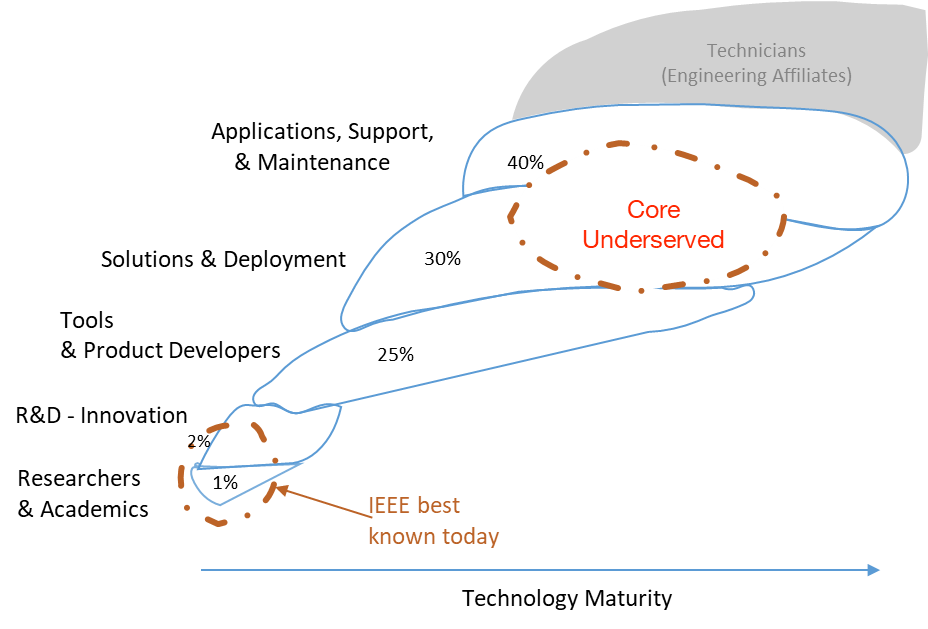 Technicians
(Engineering Affiliates)
Applications, Support,
& Maintenance
40%
Core
Underserved
Solutions & Deployment
30%
Tools
& Product Developers
25%
R&D - Innovation
2%
Researchers
& Academics
1%
IEEE best
known today
Technology Maturity